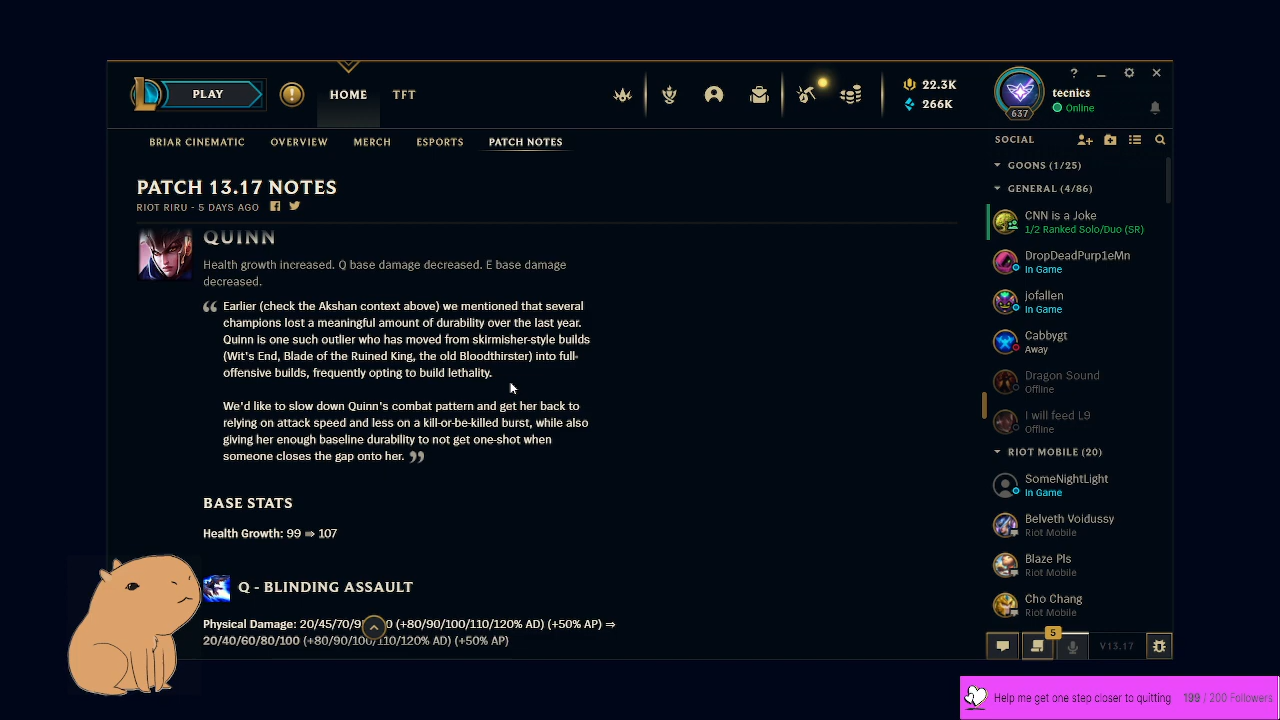 PLAY
HOME
TFT
22.3K
266K
637
tecnics
Online
?
BRIAR CINEMATIC
OVERVIEW
MERCH
ESPORTS
PATCH NOTES
PATCH 13.17 NOTES
RIOT RIRU - 5 DAYS AGO
QUINN
Health growth increased. Q base damage decreased. E base damage
decreased.
Earlier (check the Akshan context above) we mentioned that several
champions lost a meaningful amount of durability over the last year.
Quinn is one such outlier who has moved from skirmisher-style builds
(Wit's End, Blade of the Ruined King, the old Bloodthirster) into full-
offensive builds, frequently opting to build lethality.
We'd like to slow down Quinn's combat pattern and get her back to
relying on attack speed and less on a kill-or-be-killed burst, while also
giving her enough baseline durability to not get one-shot when
someone closes the gap onto her.
BASE STATS
Health Growth: 99 ⇒ 107
Q - BLINDING ASSAULT
Physical Damage: 20/45/70/9 0 (+80/90/100/110/120% AD) (+50% AP) ⇒
20/40/60/80/100 (+80/90/100/110/120% AD) (+50% AP)
SOCIAL
GOONS (1/25)
GENERAL (4/86)
CNN is a Joke
1/2 Ranked Solo/Duo (SR)
DropDeadPurp1eMn
In Game
jofallen
In Game
Cabbygt
Away
Dragon Sound
Offline
I will feed L9
Offline
RIOT MOBILE (20)
SomeNightLight
In Game
Belveth Voidussy
Riot Mobile
Blaze Pls
Riot Mobile
Cho Chang
Riot Mobile
5
V13.17
Help me get one step closer to quitting
199 / 200 Followers